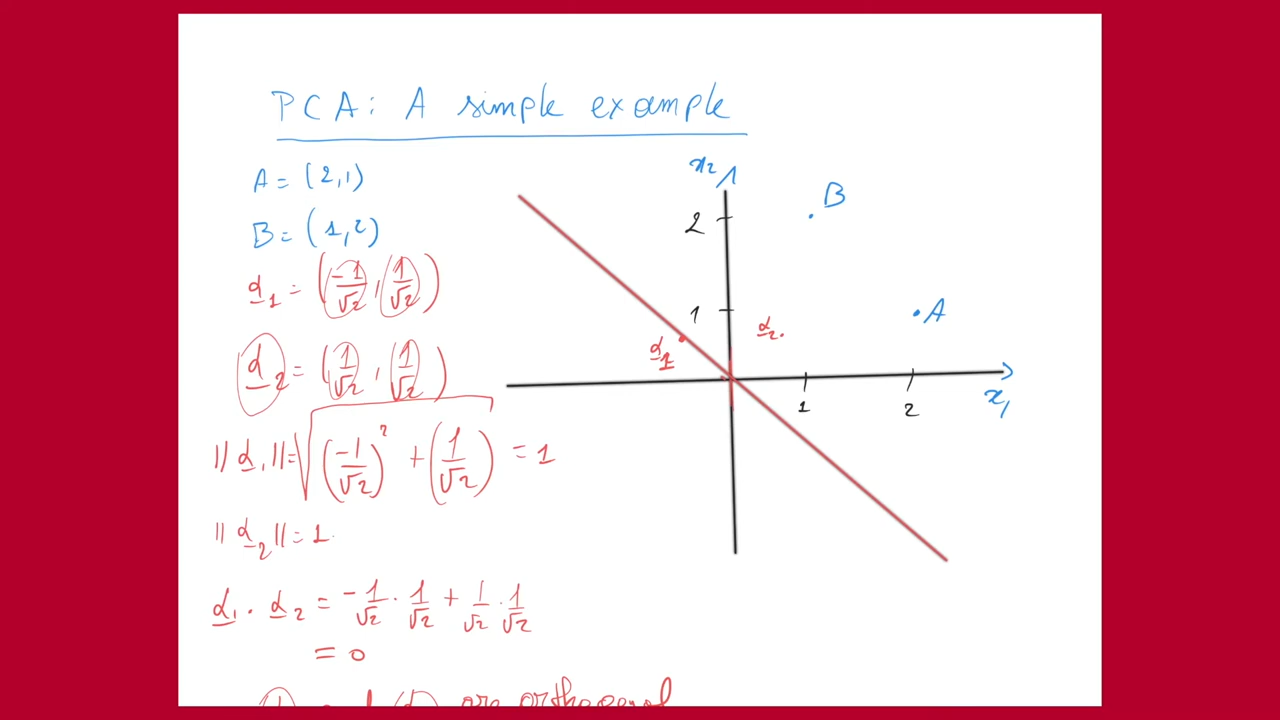 PCA: A simple example
A = (2,1)
B = (1,2)
α1 = (-1/√2, 1/√2)
α2 = (1/√2, 1/√2)
||α1|| = √((-1/√2)² + (1/√2)) = 1
||α2|| = 1.
α1 · α2 = -1/√2 · 1/√2 + 1/√2 · 1/√2
= 0
are orthogonal
x2
B
2
1
A
α2
α1
1
2
x1